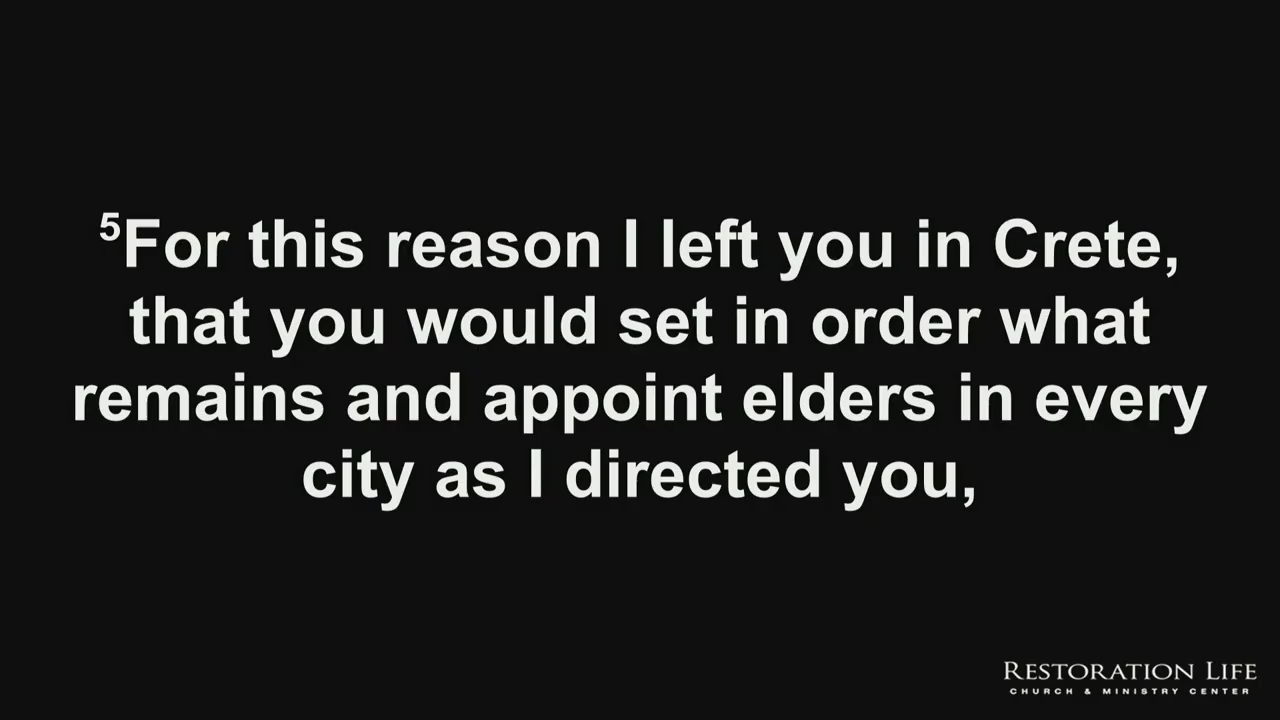 ⁵For this reason I left you in Crete,
that you would set in order what
remains and appoint elders in every
city as I directed you,
RESTORATION LIFE
CHURCH & MINISTRY CENTER